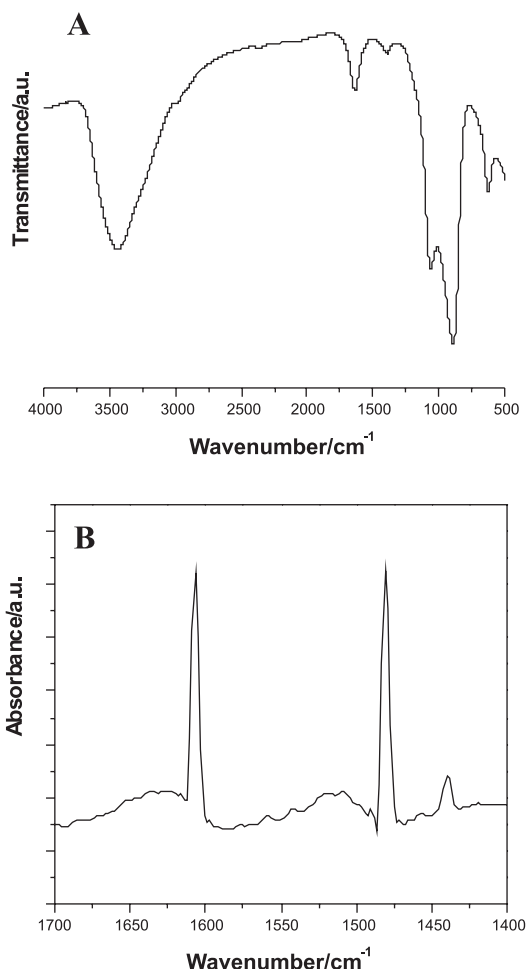 A
Transmittance/a.u.
4000 3500 3000 2500 2000 1500 1000 500
Wavenumber/cm-1
B
Absorbance/a.u.
1700 1650 1600 1550 1500 1450 1400
Wavenumber/cm-1